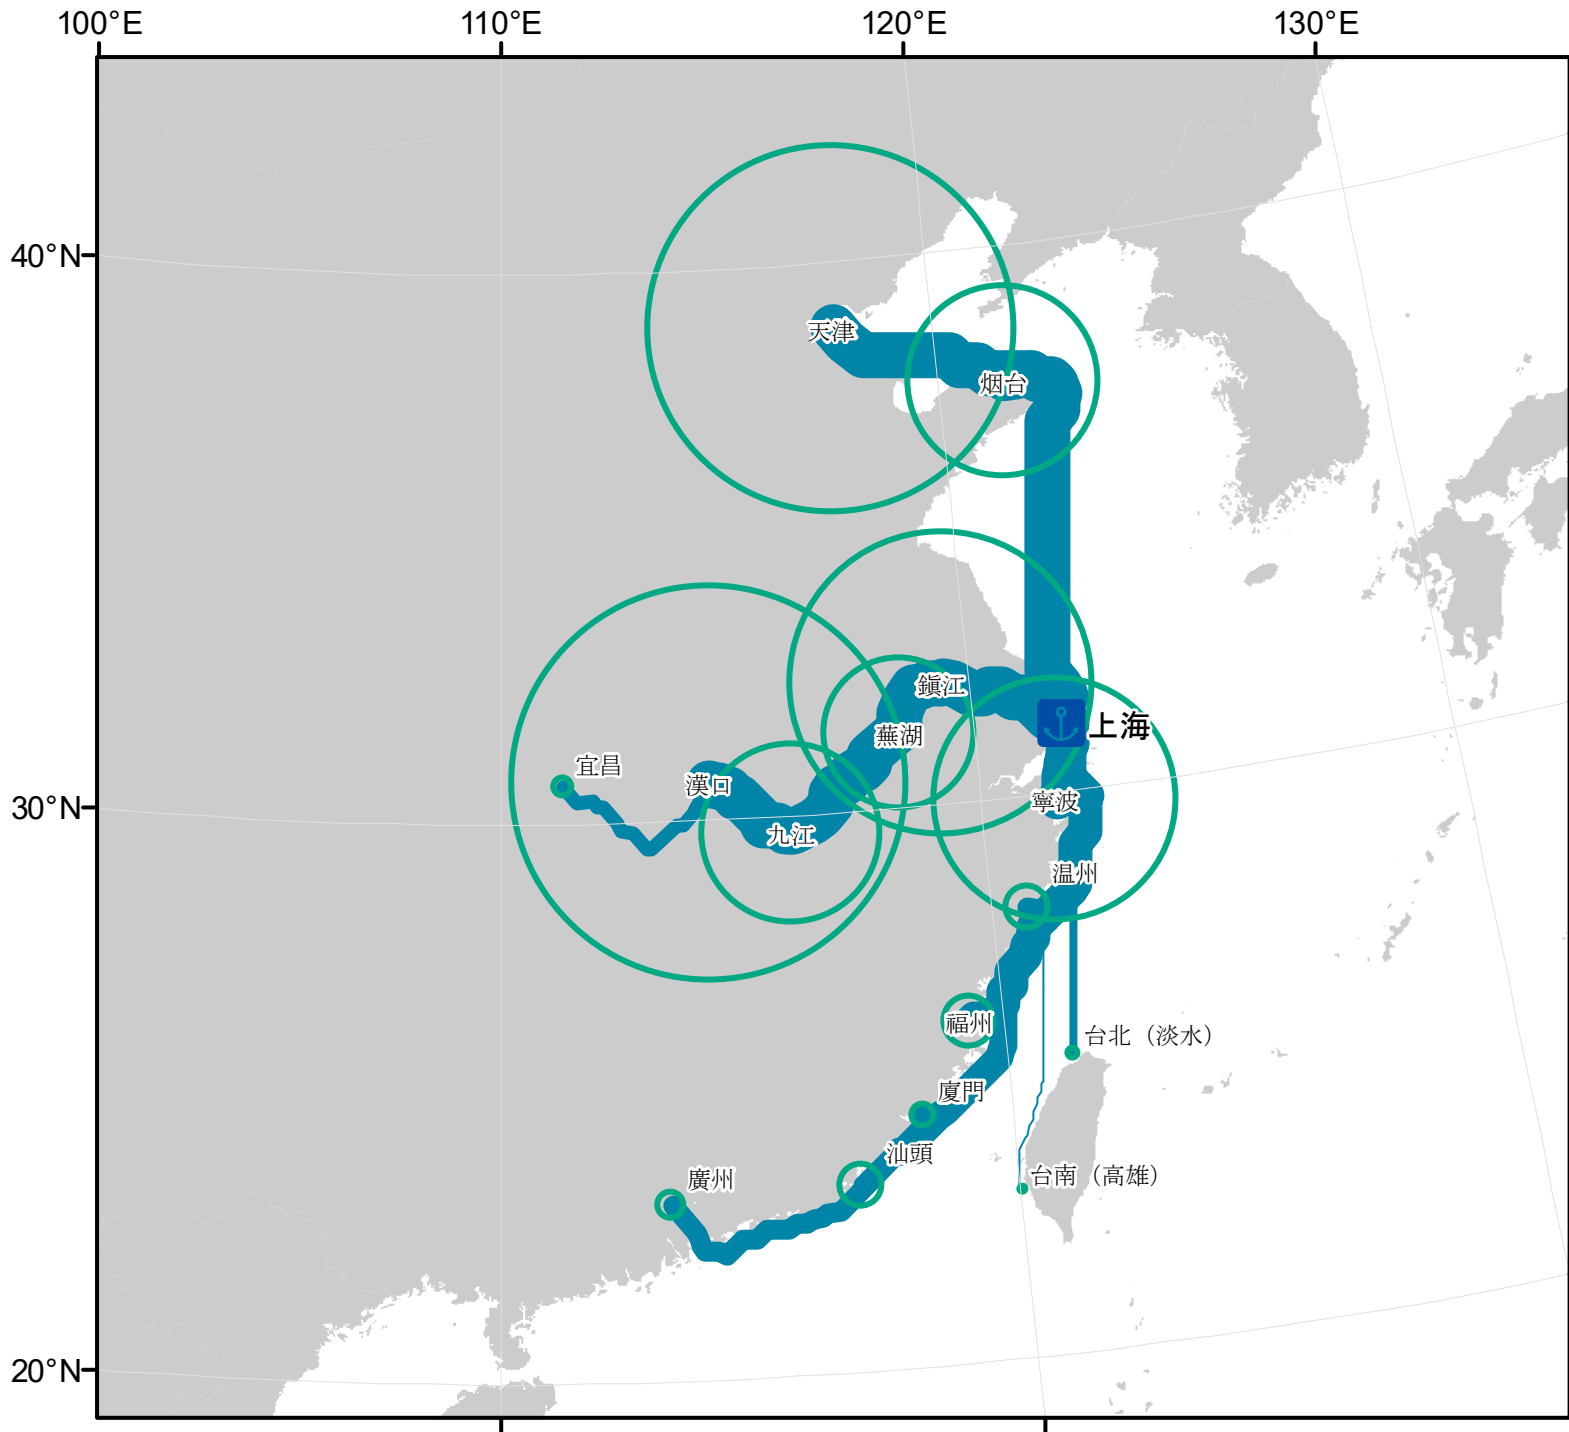 100°E
110°E
120°E
130°E
40°N
30°N
20°N
天津
烟台
鎮江
上海
蕪湖
宜昌
漢口
寧波
九江
温州
福州
台北（淡水）
廈門
汕頭
台南（高雄）
廣州